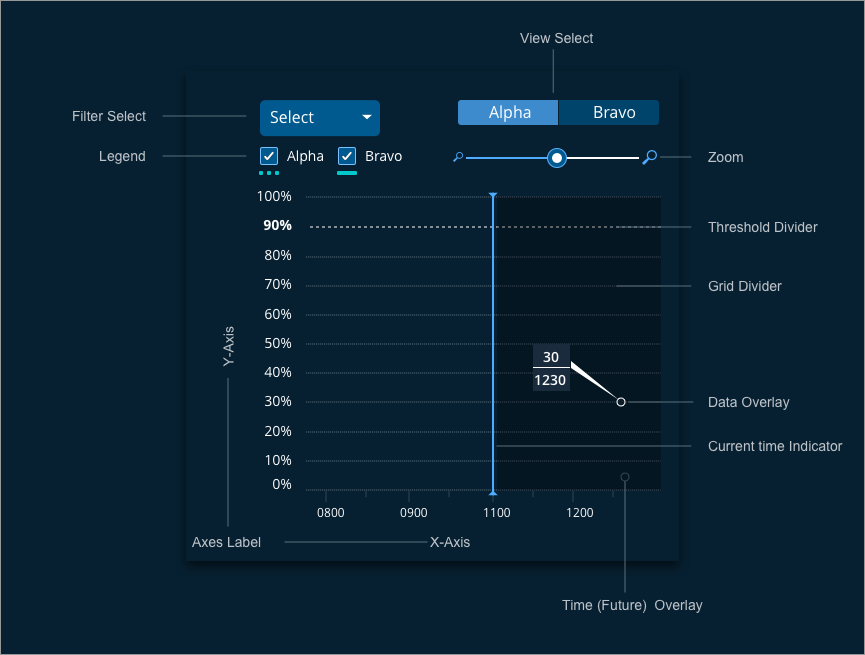 View Select
Filter Select
Select
Alpha
Bravo
Legend
Alpha
Bravo
Zoom
100%
90%
Threshold Divider
80%
70%
Grid Divider
60%
50%
Y-Axis
30
1230
40%
30%
Data Overlay
20%
Current time Indicator
10%
0%
0800
0900
1100
1200
Axes Label
X-Axis
Time (Future)  Overlay